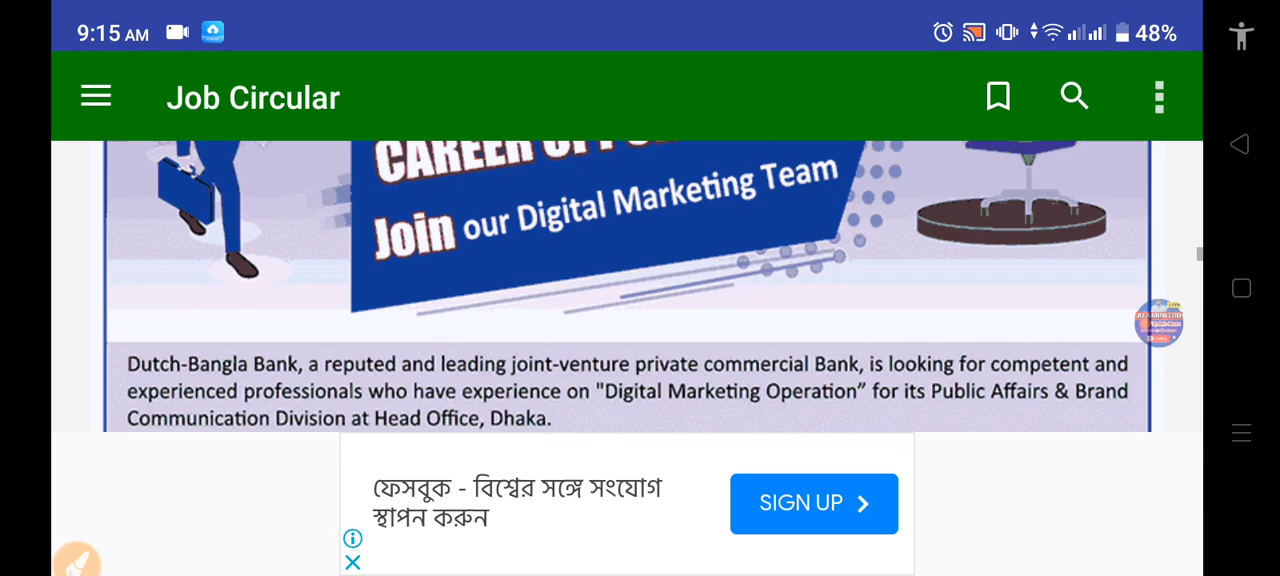 9:15 AM
48%
Job Circular
CAREER
Join our Digital Marketing Team
Dutch-Bangla Bank, a reputed and leading joint-venture private commercial Bank, is looking for competent and
experienced professionals who have experience on "Digital Marketing Operation” for its Public Affairs & Brand
Communication Division at Head Office, Dhaka.
ফেসবুক - বিশ্বের সঙ্গে সংযোগ
স্থাপন করুন
SIGN UP